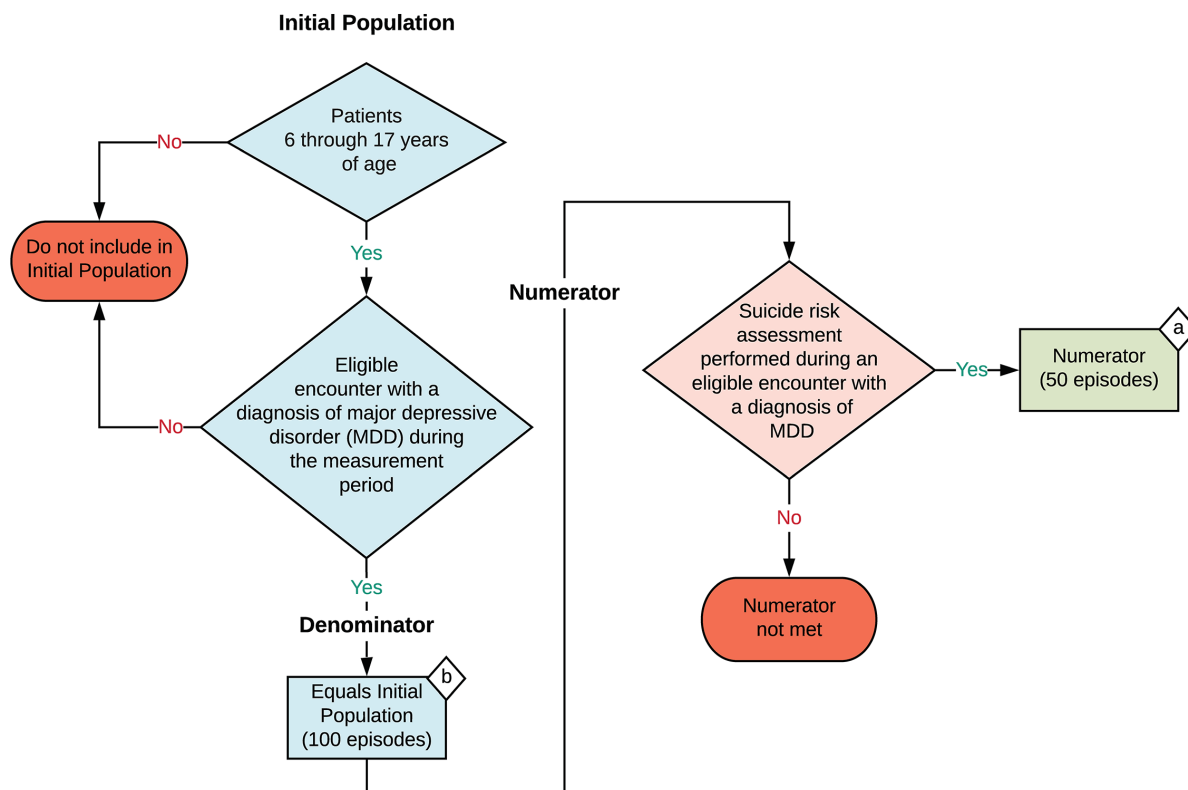 Initial Population
Patients
6 through 17 years
of age
No
Do not include in
Initial Population
Yes
Eligible
encounter with a
diagnosis of major depressive
disorder (MDD) during
the measurement
period
No
Yes
Denominator
b
Equals Initial
Population
(100 episodes)
Numerator
Suicide risk
assessment
performed during an
eligible encounter with
a diagnosis of
MDD
Yes
a
Numerator
(50 episodes)
No
Numerator
not met